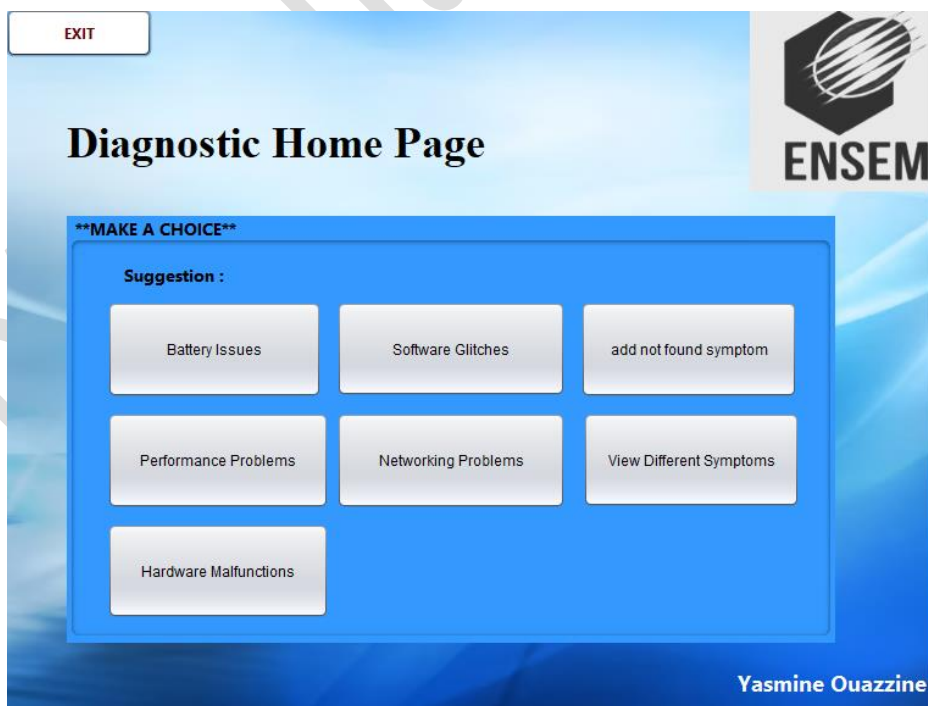 EXIT
ENSEM
Diagnostic Home Page
**MAKE A CHOICE**
Suggestion :
Battery Issues
Software Glitches
add not found symptom
Performance Problems
Networking Problems
View Different Symptoms
Hardware Malfunctions
Yasmine Ouazzine